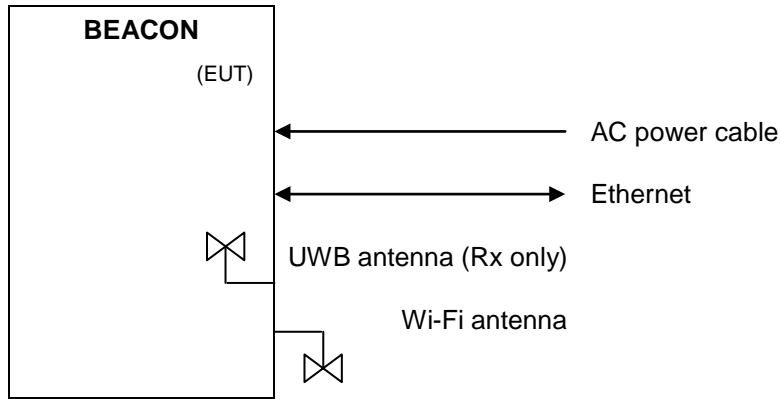 BEACON
(EUT)
AC power cable
Ethernet
UWB antenna (Rx only)
Wi-Fi antenna